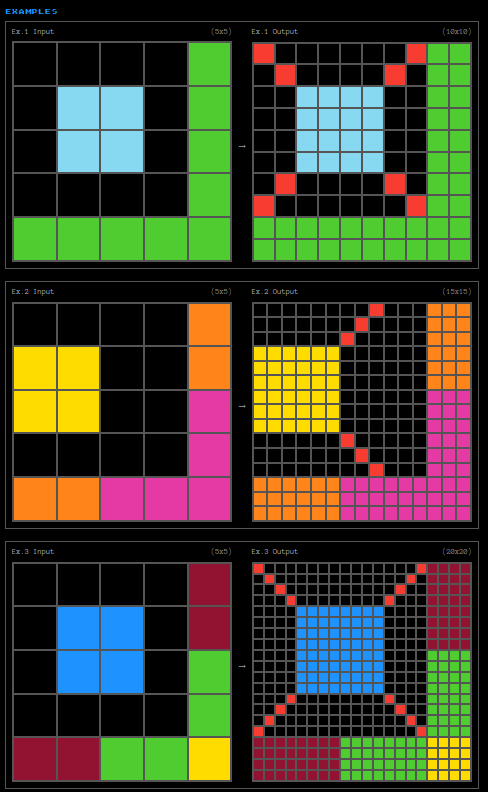 EXAMPLES
Ex.1 Input (5x5)
Ex.1 Output (10x10)
→
Ex.2 Input (5x5)
Ex.2 Output (15x15)
→
Ex.3 Input (5x5)
Ex.3 Output (20x20)
→